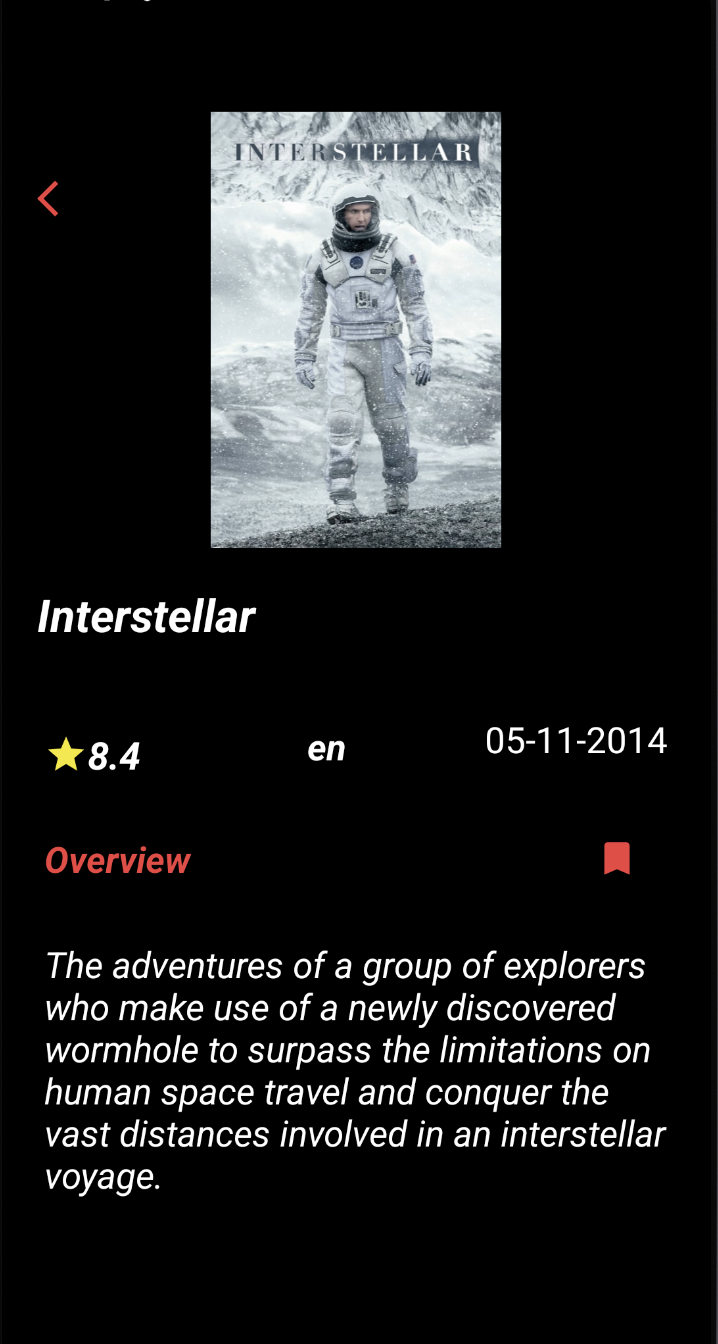 INTERSTELLAR
Interstellar
8.4
en
05-11-2014
Overview
The adventures of a group of explorers
who make use of a newly discovered
wormhole to surpass the limitations on
human space travel and conquer the
vast distances involved in an interstellar
voyage.